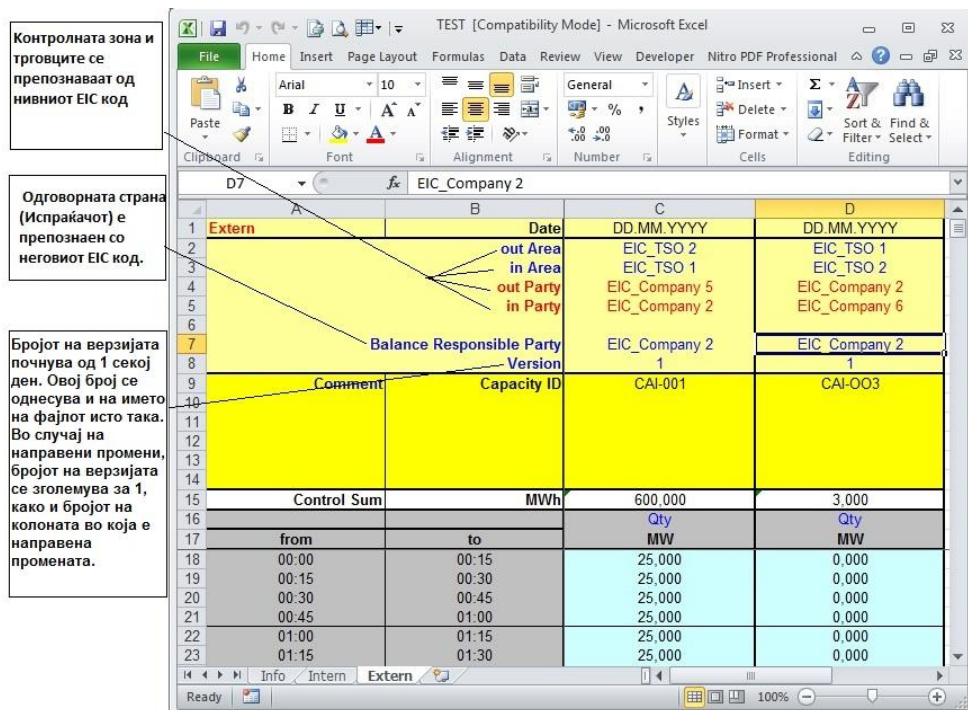 Контролната зона и
трговците се
препознаваат од
нивниот EIC код
Одговорната страна
(Испраќачот) е
препознаен со
неговиот EIC код.
Бројот на верзијата
почнува од 1 секој
ден. Овој број се
однесува и на името
на фајлот исто така.
Во случај на
направени промени,
бројот на верзијата
се зголемува за 1,
како и бројот на
колоната во која е
направена
промената.
TEST [Compatibility Mode] - Microsoft Excel
File Home Insert Page Layout Formulas Data Review View Developer Nitro PDF Professional
Paste
Arial 10
B I U A A
A
General
% ,
Styles
Insert
Delete
Format
Σ
Sort & Filter
Find & Select
Clipboard Font Alignment Number Cells Editing
D7 fx EIC_Company 2
A B C D
1 Extern Date DD.MM.YYYY DD.MM.YYYY
2 out Area EIC_TSO 2 EIC_TSO 1
3 in Area EIC_TSO 1 EIC_TSO 2
4 out Party EIC_Company 5 EIC_Company 2
5 in Party EIC_Company 2 EIC_Company 6
6
7 Balance Responsible Party EIC_Company 2 EIC_Company 2
8 Version 1 1
9 Comment Capacity ID CAI-001 CAI-OO3
10
11
12
13
14
15 Control Sum MWh 600,000 3,000
16 Qty Qty
17 from to MW MW
18 00:00 00:15 25,000 0,000
19 00:15 00:30 25,000 0,000
20 00:30 00:45 25,000 0,000
21 00:45 01:00 25,000 0,000
22 01:00 01:15 25,000 0,000
23 01:15 01:30 25,000 0,000
Info Intern Extern
Ready 100%